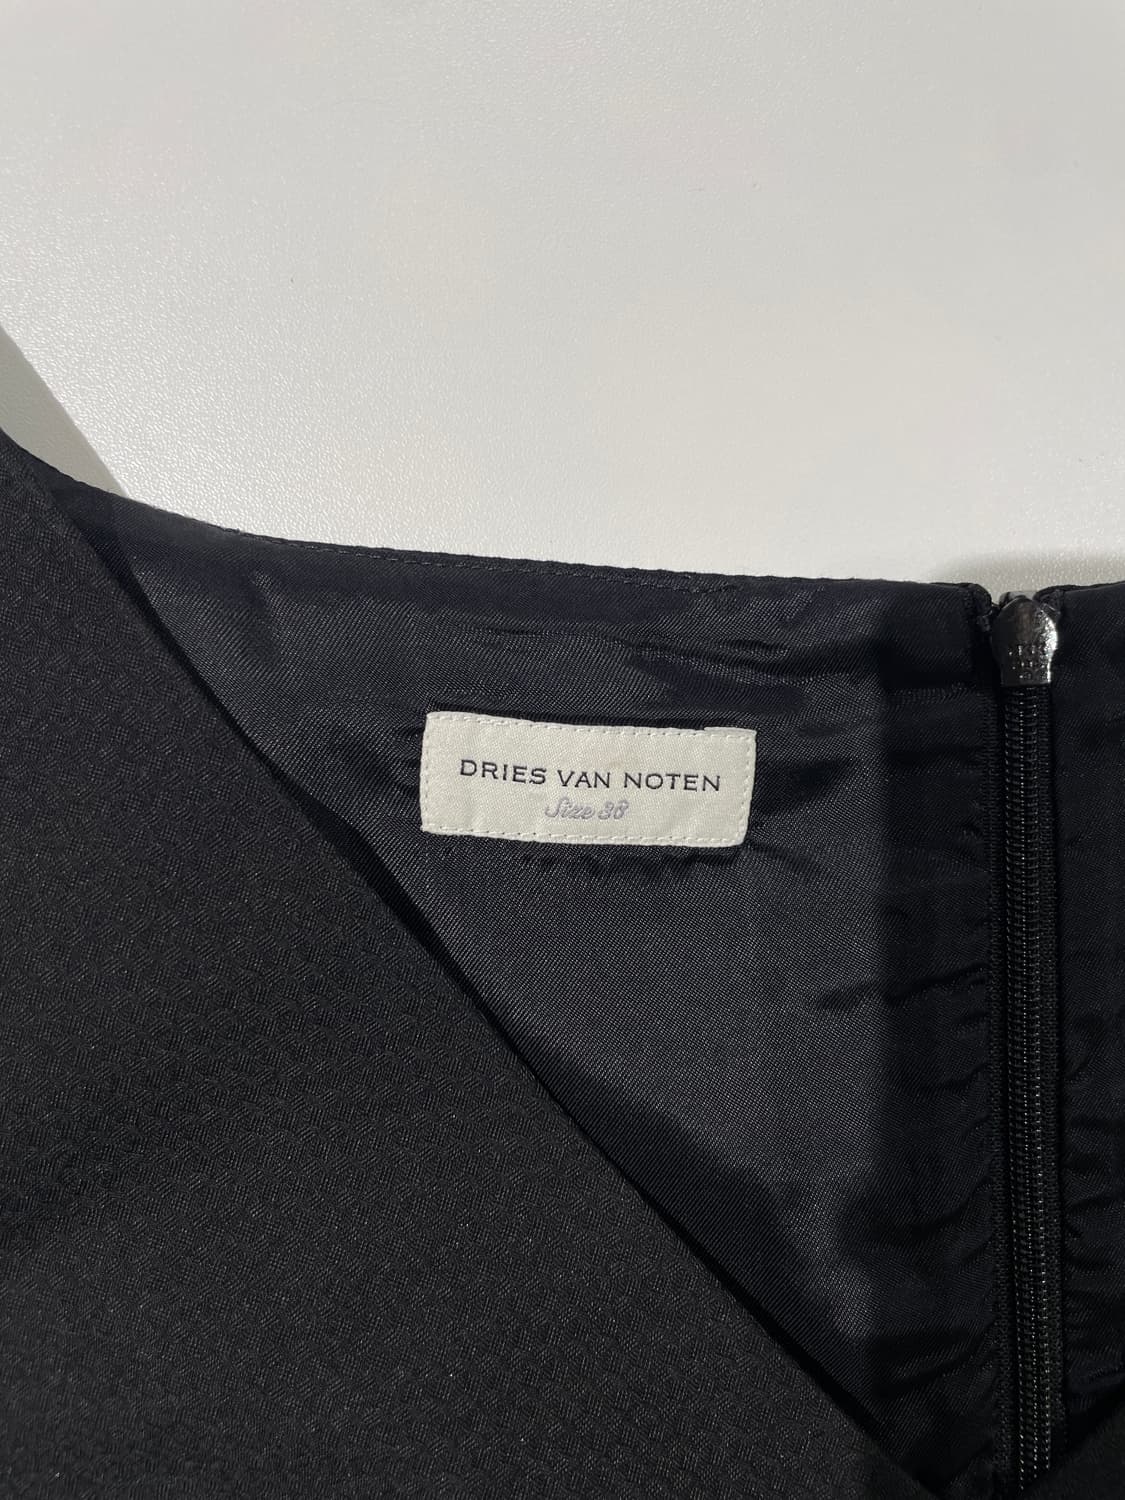 DRIES VAN NOTEN
Size 38